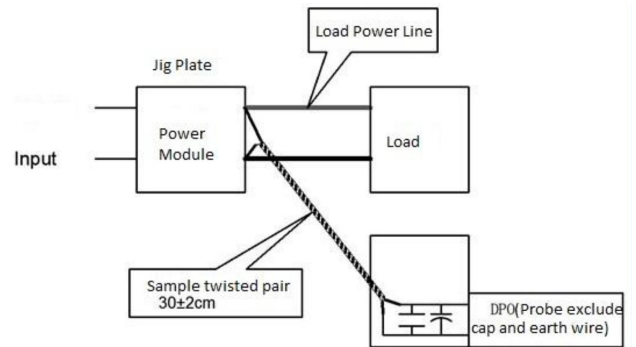 Load Power Line
Jig Plate
Power
Module
Load
Input
Sample twisted pair
30±2cm
DPO(Probe exclude
cap and earth wire)